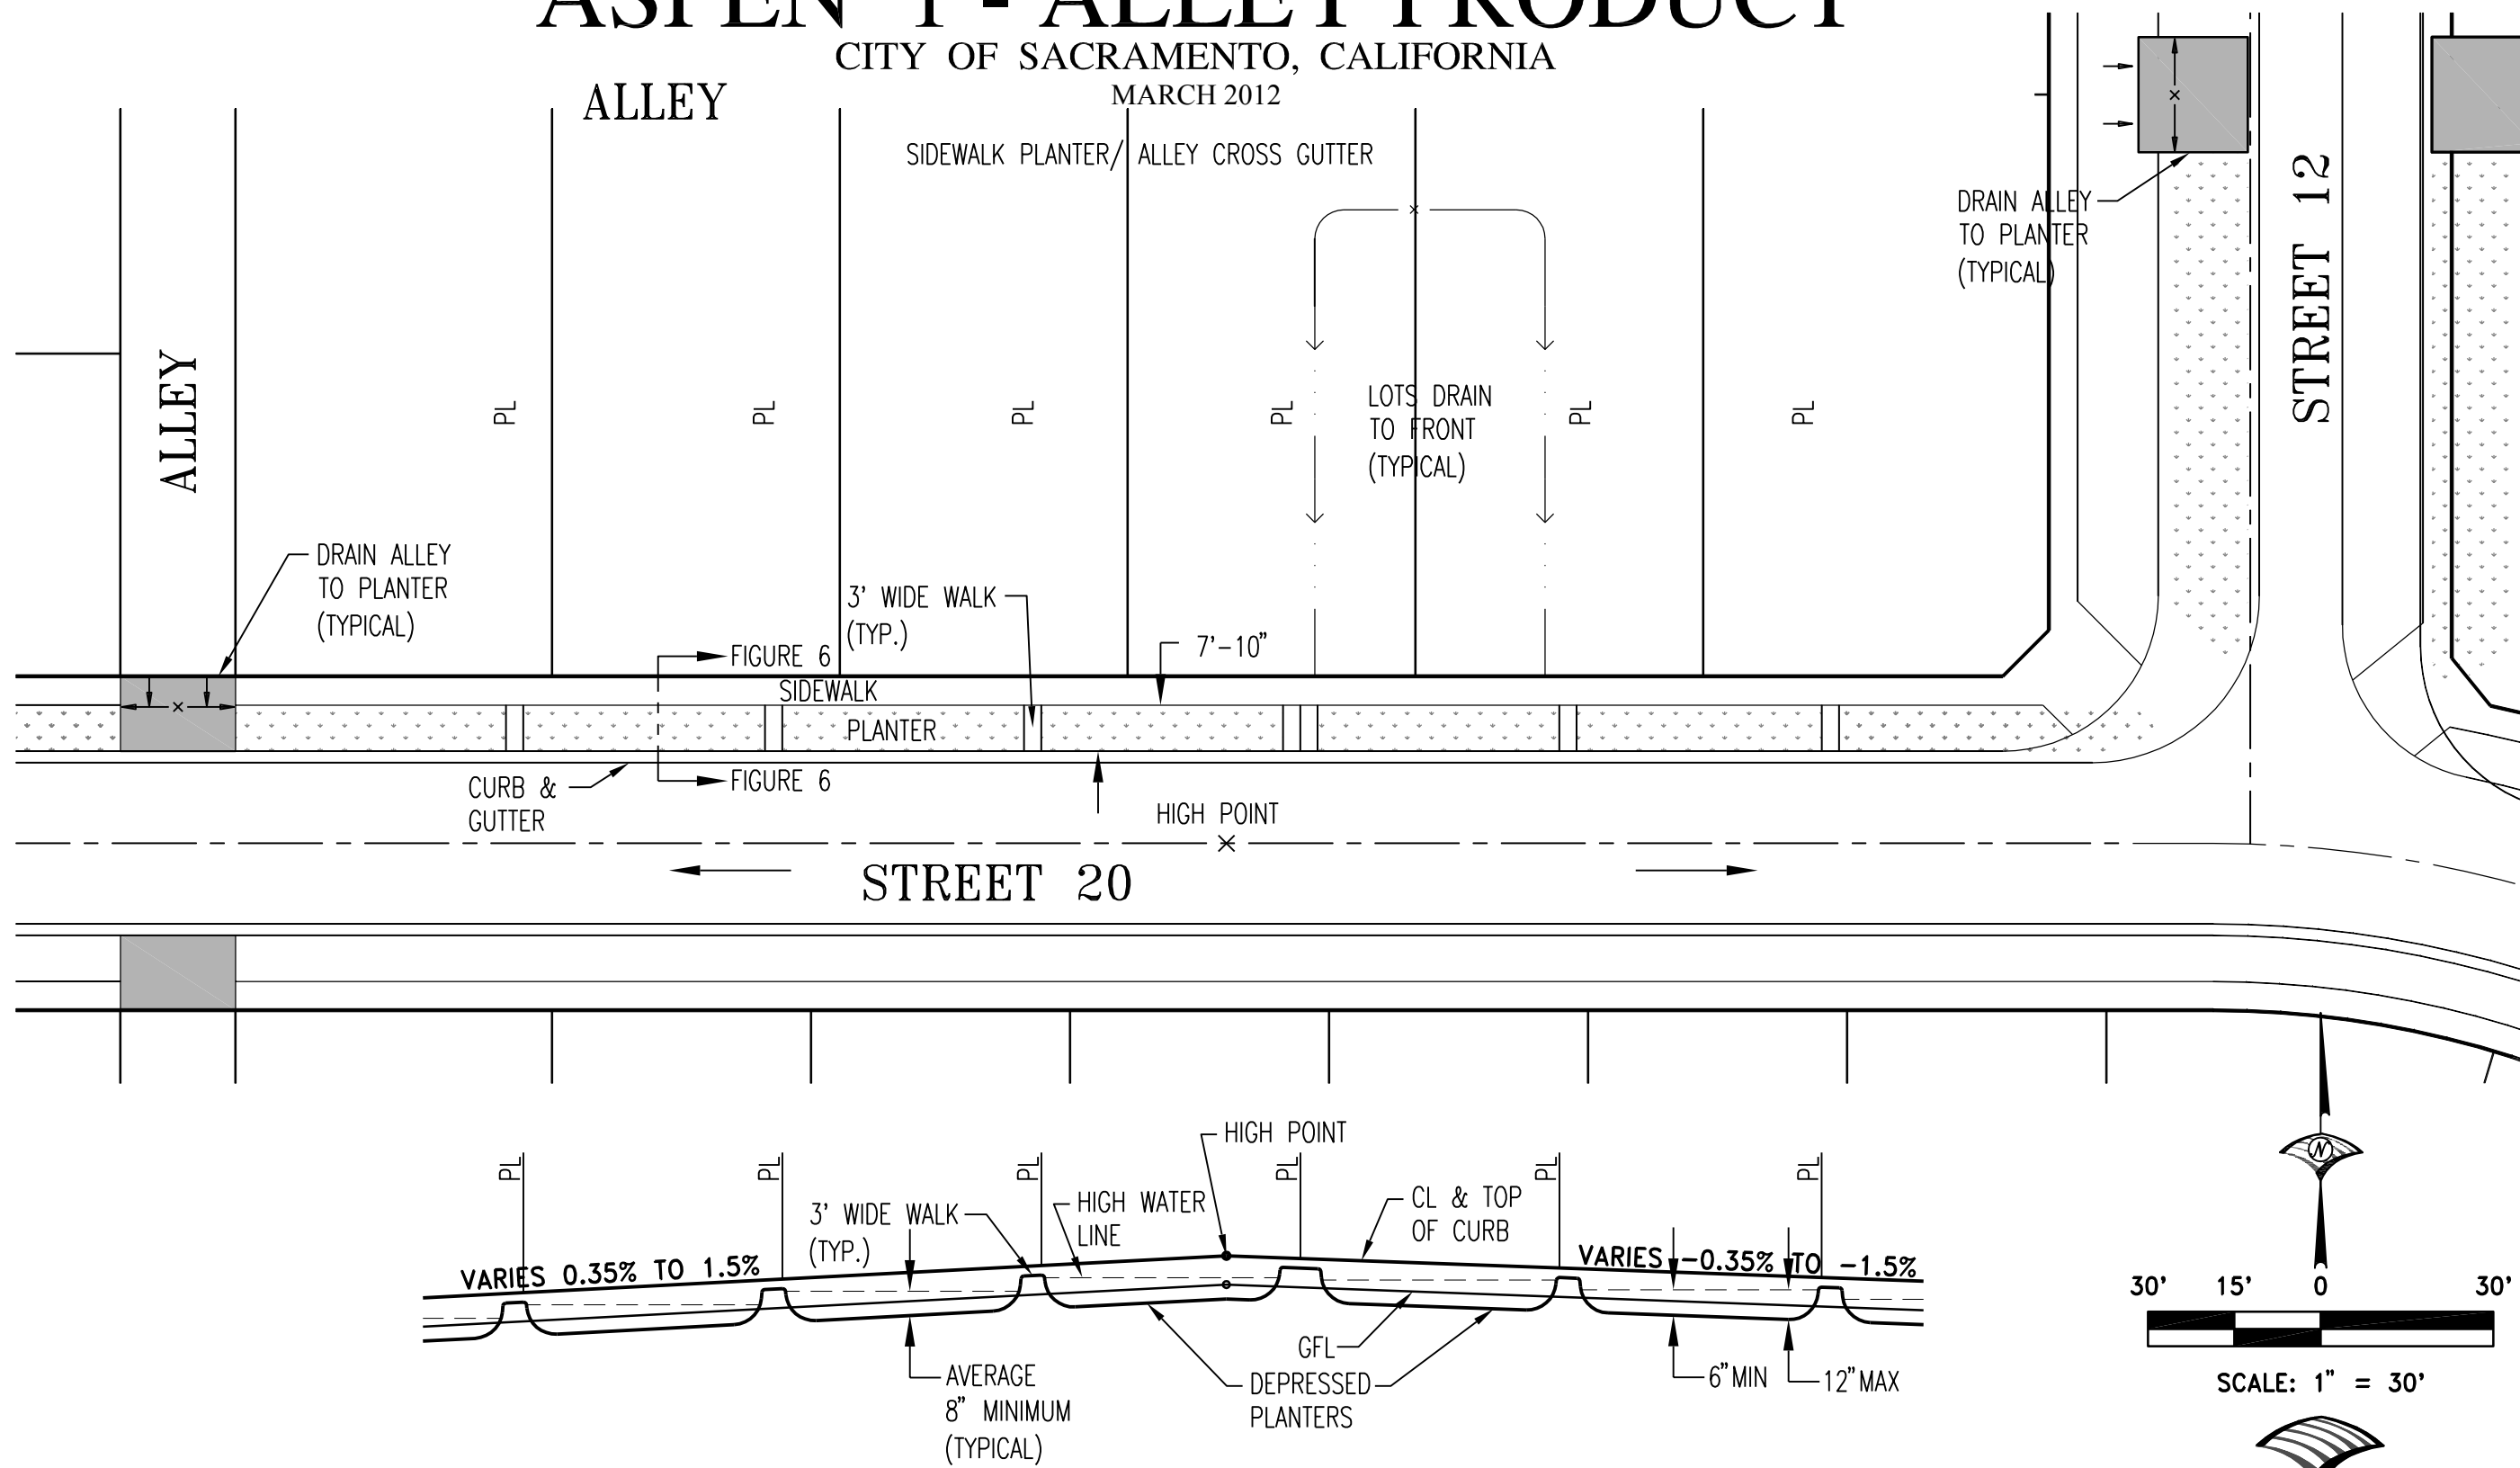 ASPEN 1 - ALLEY PRODUCT
CITY OF SACRAMENTO, CALIFORNIA
MARCH 2012
ALLEY
SIDEWALK PLANTER/ ALLEY CROSS GUTTER
DRAIN ALLEY
TO PLANTER
(TYPICAL)
STREET 12
ALLEY
PL
PL
PL
PL
PL
PL
LOTS DRAIN
TO FRONT
(TYPICAL)
DRAIN ALLEY
TO PLANTER
(TYPICAL)
3' WIDE WALK
(TYP.)
7'-10"
FIGURE 6
SIDEWALK
PLANTER
FIGURE 6
CURB &
GUTTER
HIGH POINT
STREET 20
HIGH POINT
PL
PL
PL
PL
PL
PL
3' WIDE WALK
(TYP.)
HIGH WATER
LINE
CL & TOP
OF CURB
VARIES 0.35% TO 1.5%
VARIES -0.35% TO -1.5%
GFL
AVERAGE
8" MINIMUM
(TYPICAL)
DEPRESSED
PLANTERS
6"MIN
12"MAX
N
30' 15' 0 30'
SCALE: 1" = 30'